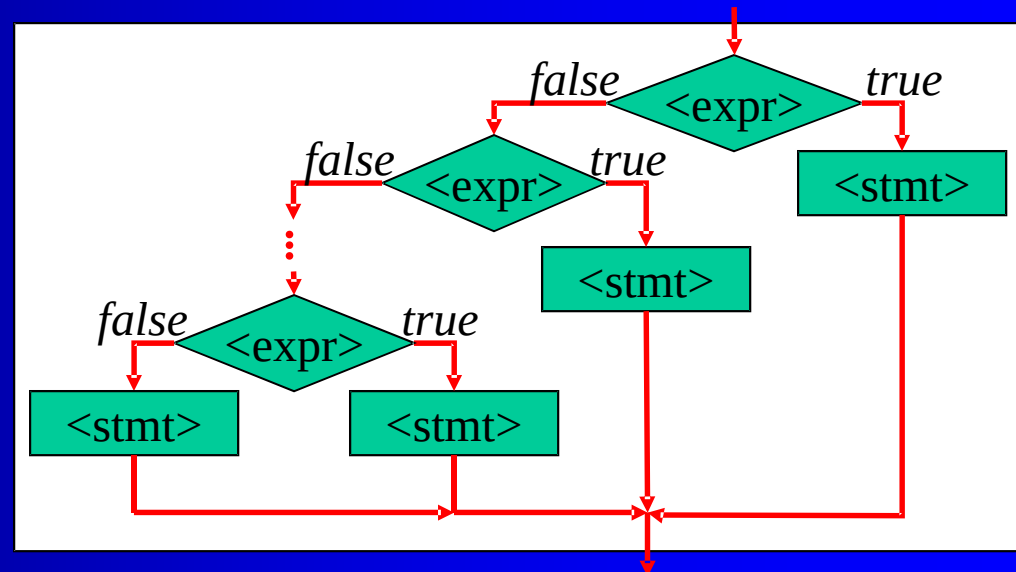 false <expr> true
false <expr> true <stmt>
<stmt>
false <expr> true
<stmt> <stmt>